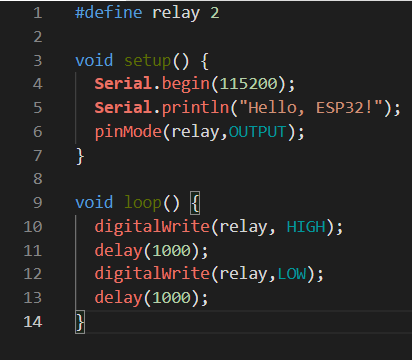 1 #define relay 2
2
3 void setup() {
4   Serial.begin(115200);
5   Serial.println("Hello, ESP32!");
6   pinMode(relay,OUTPUT);
7 }
8
9 void loop() {
10   digitalWrite(relay, HIGH);
11   delay(1000);
12   digitalWrite(relay,LOW);
13   delay(1000);
14 }